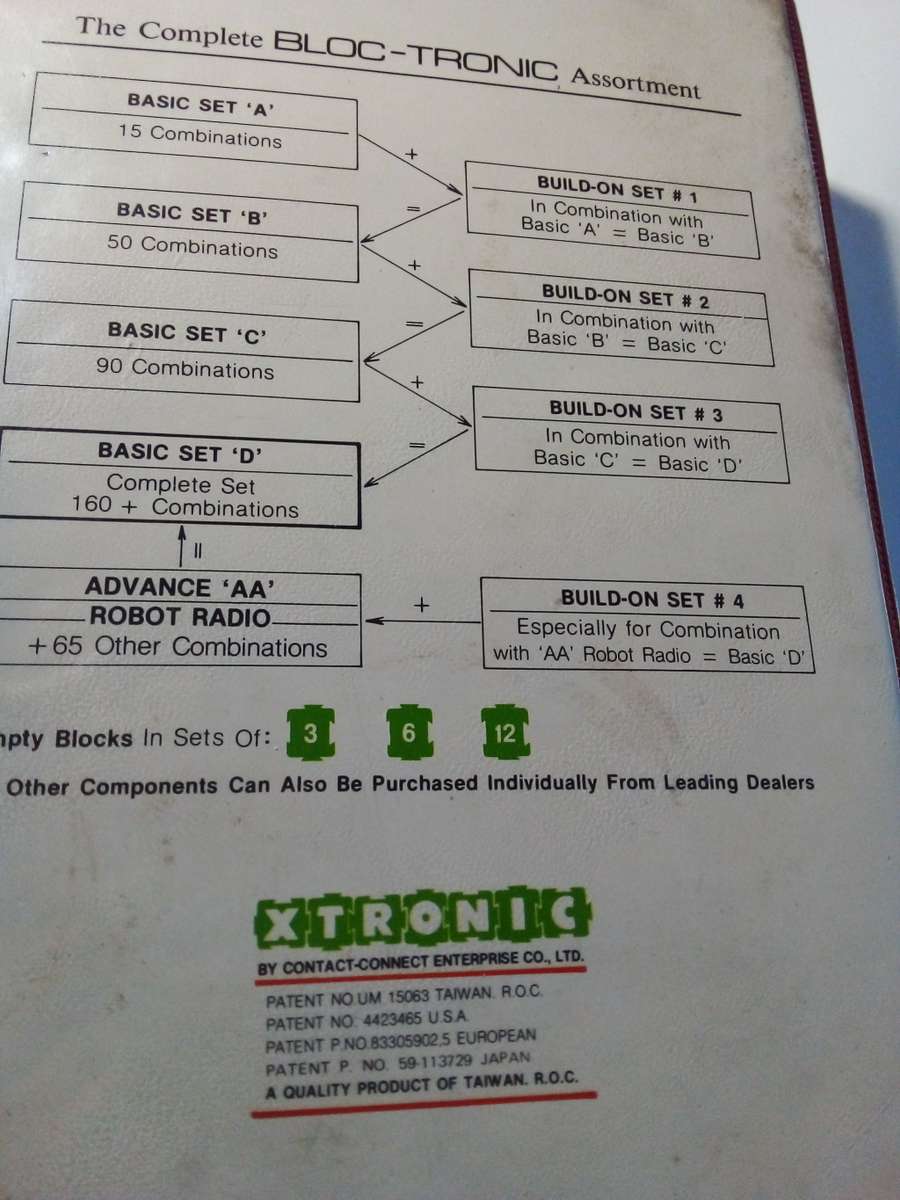 The Complete BLOC-TRONIC Assortment
BASIC SET ‘A’
15 Combinations
+
BUILD-ON SET # 1
In Combination with
Basic ‘A’ = Basic ‘B’
=
BASIC SET ‘B’
50 Combinations
+
BUILD-ON SET # 2
In Combination with
Basic ‘B’ = Basic ‘C’
=
BASIC SET ‘C’
90 Combinations
+
BUILD-ON SET # 3
In Combination with
Basic ‘C’ = Basic ‘D’
=
BASIC SET ‘D’
Complete Set
160 + Combinations
=
ADVANCE ‘AA’
ROBOT RADIO
+65 Other Combinations
+
BUILD-ON SET # 4
Especially for Combination
with ‘AA’ Robot Radio = Basic ‘D’
Blocks In Sets Of: 3 6 12
Other Components Can Also Be Purchased Individually From Leading Dealers
XTRONIC
BY CONTACT-CONNECT ENTERPRISE CO., LTD.
PATENT NO.UM 15063 TAIWAN. R.O.C.
PATENT NO. 4423465 U.S.A.
PATENT P.NO.83305902,5 EUROPEAN
PATENT P. NO. 59-113729 JAPAN
A QUALITY PRODUCT OF TAIWAN. R.O.C.